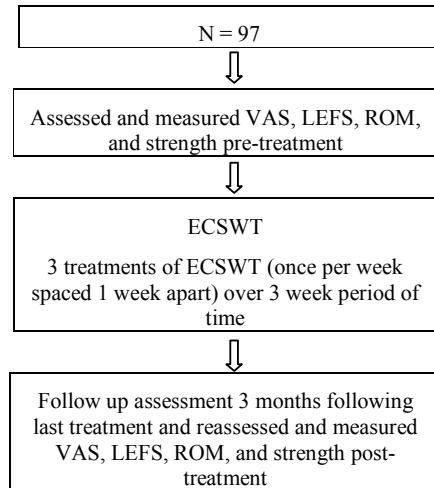 N = 97
Assessed and measured VAS, LEFS, ROM,
and strength pre-treatment
ECSWT
3 treatments of ECSWT (once per week
spaced 1 week apart) over 3 week period of
time
Follow up assessment 3 months following
last treatment and reassessed and measured
VAS, LEFS, ROM, and strength post-
treatment